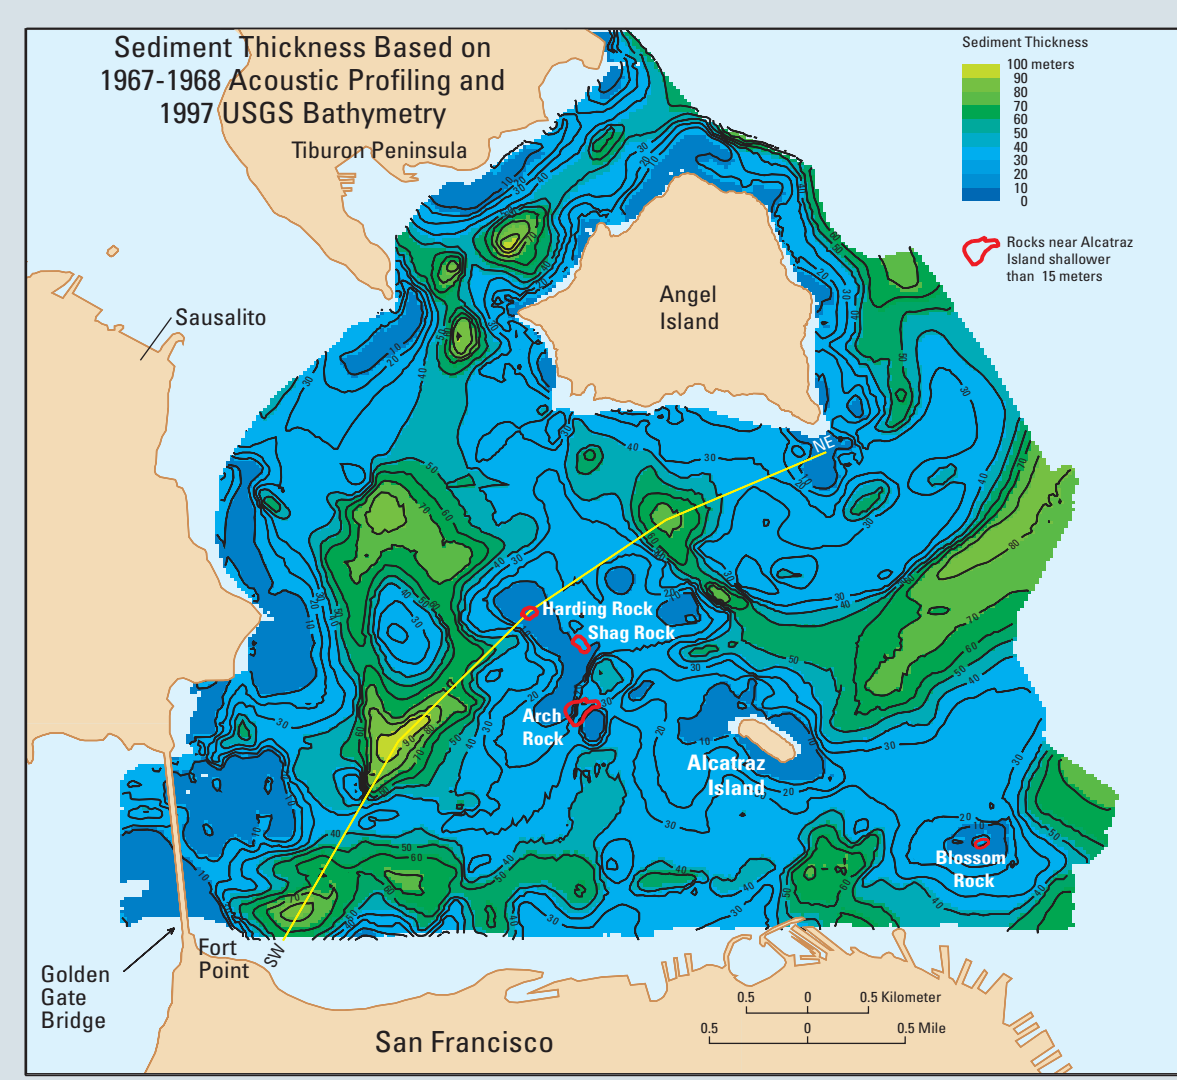 Sediment Thickness Based on
1967-1968 Acoustic Profiling and
1997 USGS Bathymetry
Tiburon Peninsula
Sediment Thickness
100 meters
90
80
70
60
50
40
30
20
10
0
Rocks near Alcatraz
Island shallower
than 15 meters
Angel
Island
Sausalito
NE
Harding Rock
Shag Rock
Arch
Rock
Alcatraz
Island
Blossom
Rock
SW
Fort
Point
Golden
Gate
Bridge
San Francisco
0.5 0 0.5 Kilometer
0.5 0 0.5 Mile